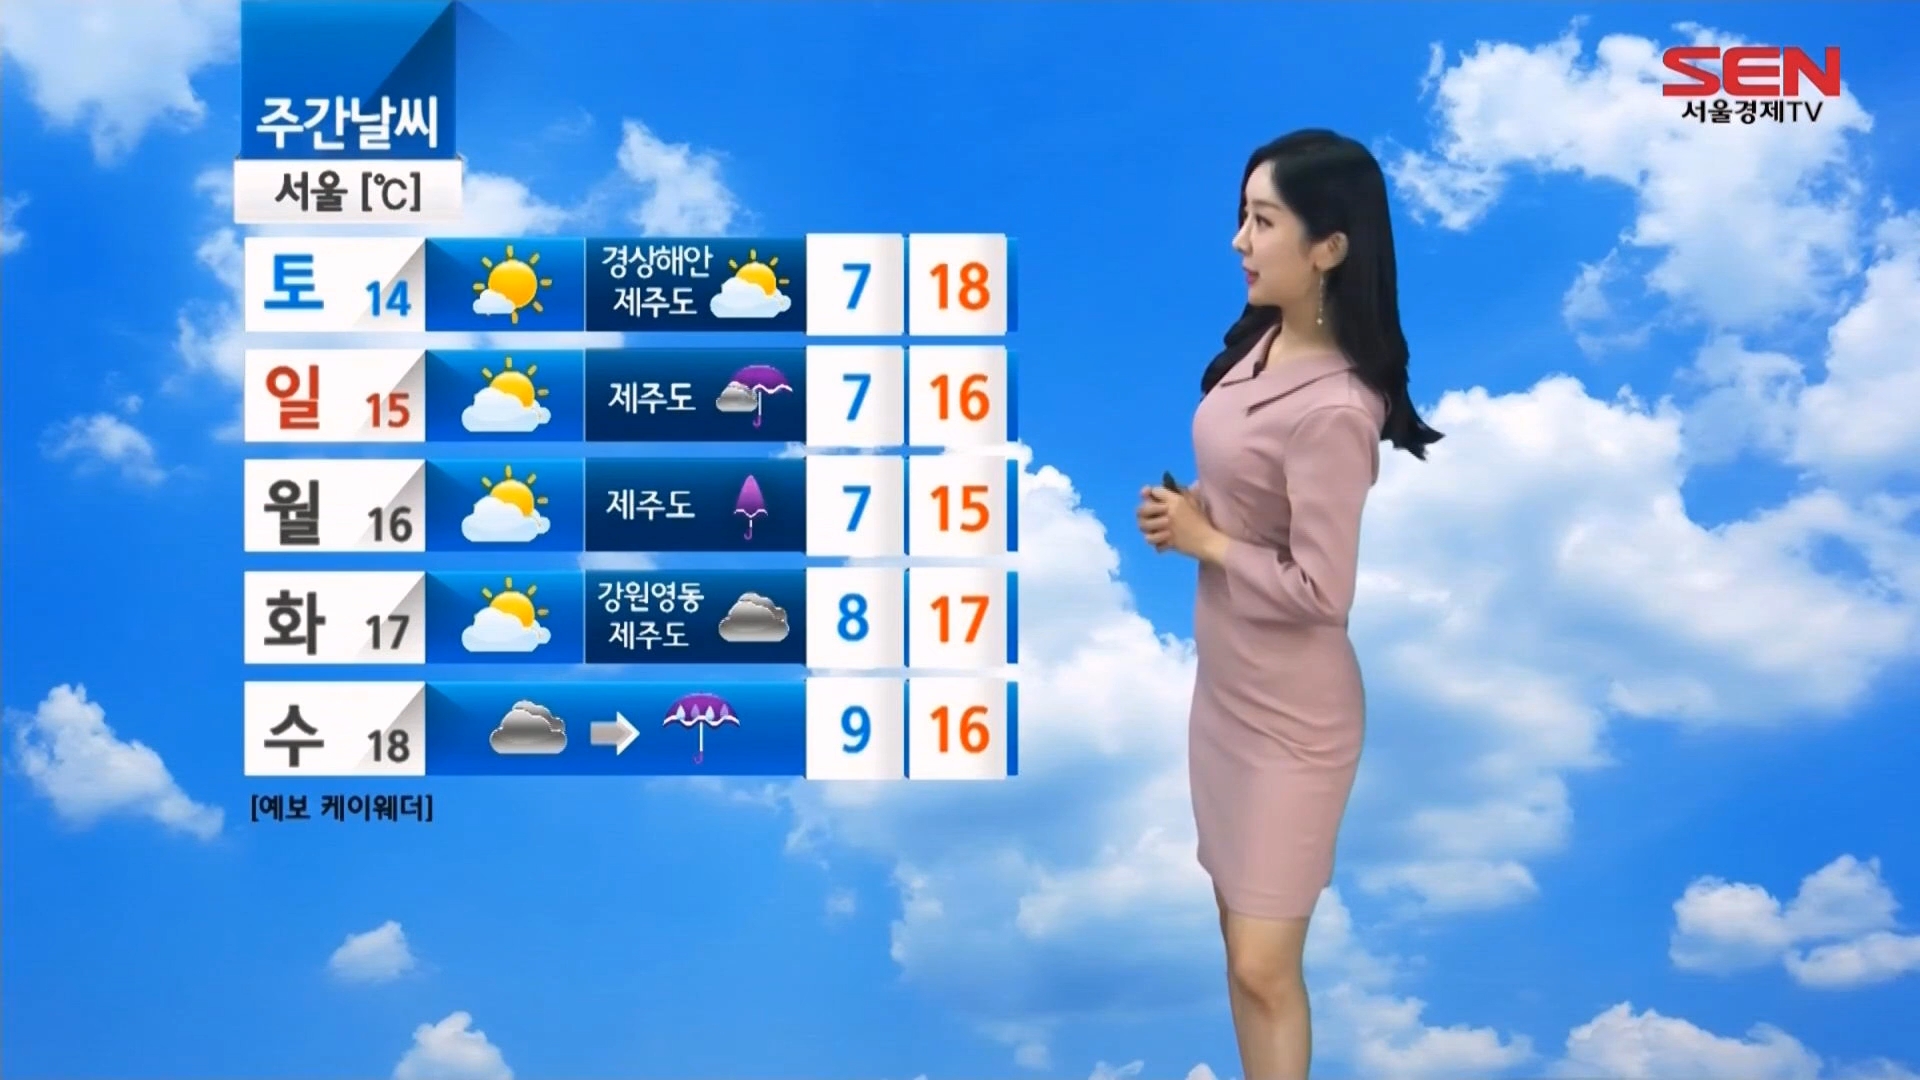 SEN
서울경제TV
주간날씨
서울 [℃]
토 14 경상해안 제주도 7 18
일 15 제주도 7 16
월 16 제주도 7 15
화 17 강원영동 제주도 8 17
수 18 9 16
[예보 케이웨더]